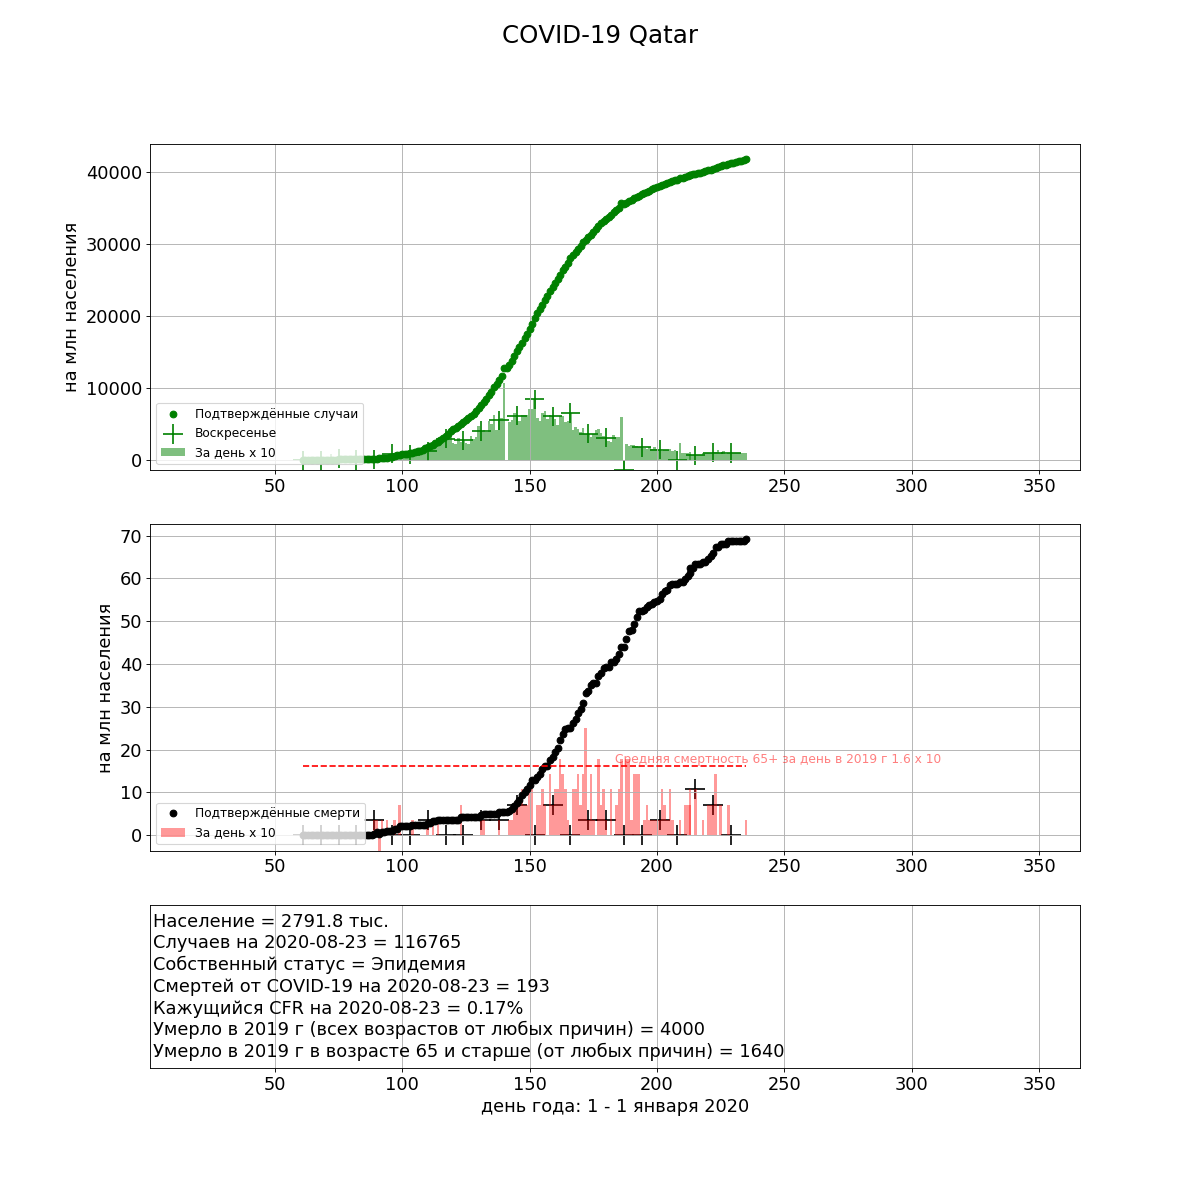 COVID-19 Qatar
на млн населения
40000
30000
20000
10000
0
Подтверждённые случаи
Воскресенье
За день x 10
50 100 150 200 250 300 350
на млн населения
70
60
50
40
30
20
10
0
Средняя смертность 65+ за день в 2019 г 1.6 x 10
Подтверждённые смерти
За день x 10
50 100 150 200 250 300 350
Население = 2791.8 тыс.
Случаев на 2020-08-23 = 116765
Собственный статус = Эпидемия
Смертей от COVID-19 на 2020-08-23 = 193
Кажущийся CFR на 2020-08-23 = 0.17%
Умерло в 2019 г (всех возрастов от любых причин) = 4000
Умерло в 2019 г в возрасте 65 и старше (от любых причин) = 1640
50 100 150 200 250 300 350
день года: 1 - 1 января 2020